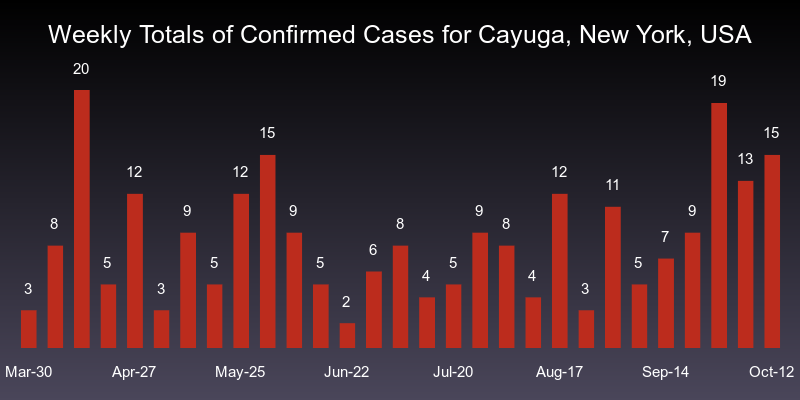 Weekly Totals of Confirmed Cases for Cayuga, New York, USA
3 8 20 5 12 3 9 5 12 15 9 5 2 6 8 4 5 9 8 4 12 3 11 5 7 9 19 13 15
Mar-30 Apr-27 May-25 Jun-22 Jul-20 Aug-17 Sep-14 Oct-12